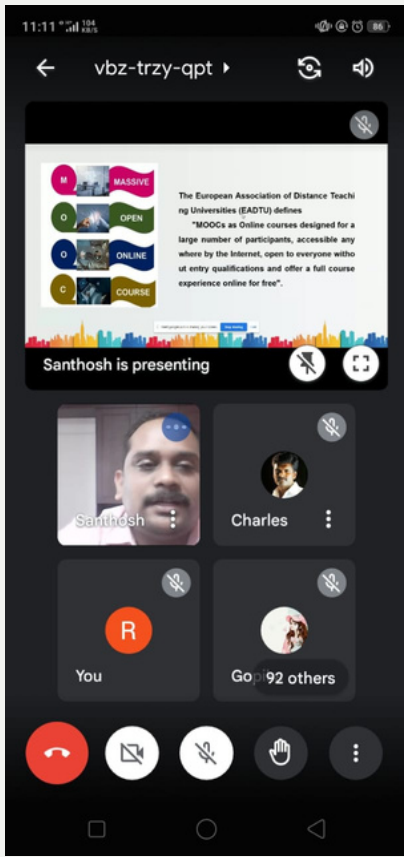 11:11 104 KB/S 86
vbz-trzy-qpt
M MASSIVE
O OPEN
O ONLINE
C COURSE
The European Association of Distance Teachi
ng Universities (EADTU) defines
"MOOCs as Online courses designed for a
large number of participants, accessible any
where by the Internet, open to everyone witho
ut entry qualifications and offer a full course
experience online for free".
Stop sharing
Santhosh is presenting
Santhosh
Charles
R
You
92 others